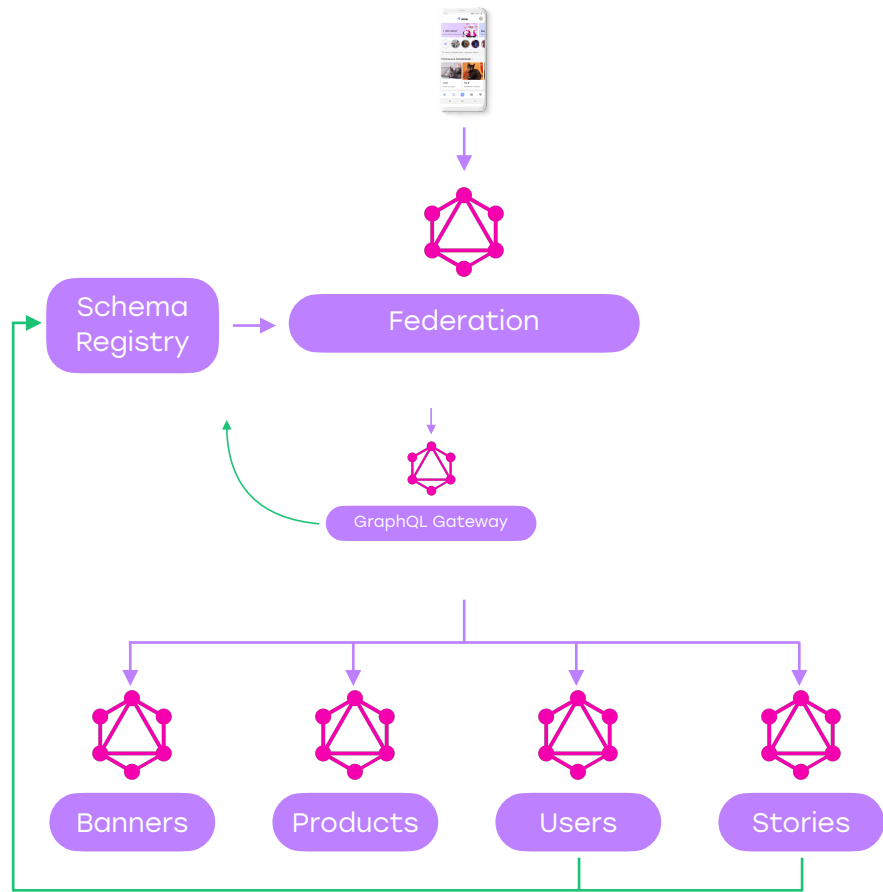 Schema
Registry
Federation
GraphQL Gateway
Banners
Products
Users
Stories